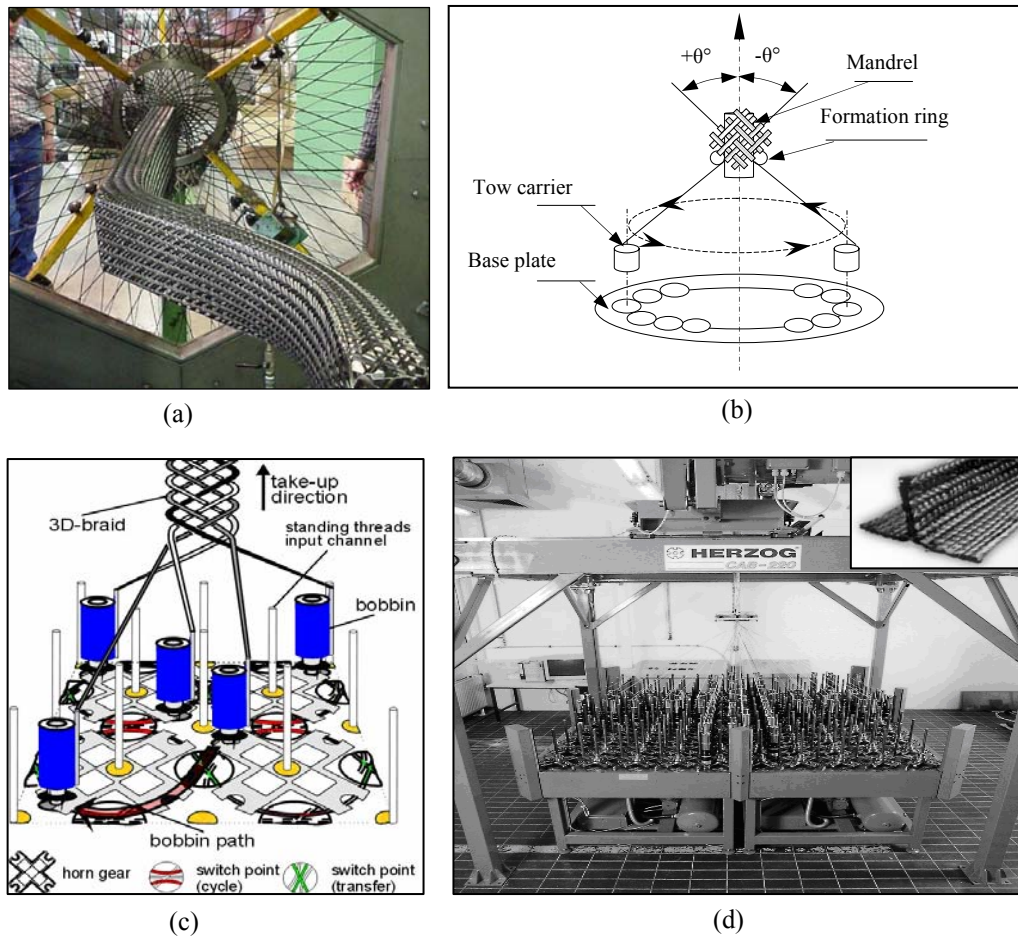 (a)
+θ°
-θ°
Mandrel
Formation ring
Tow carrier
Base plate
(b)
take-up
direction
3D-braid
standing threads
input channel
bobbin
bobbin path
horn gear
switch point
(cycle)
switch point
(transfer)
(c)
HERZOG
CAB-220
(d)